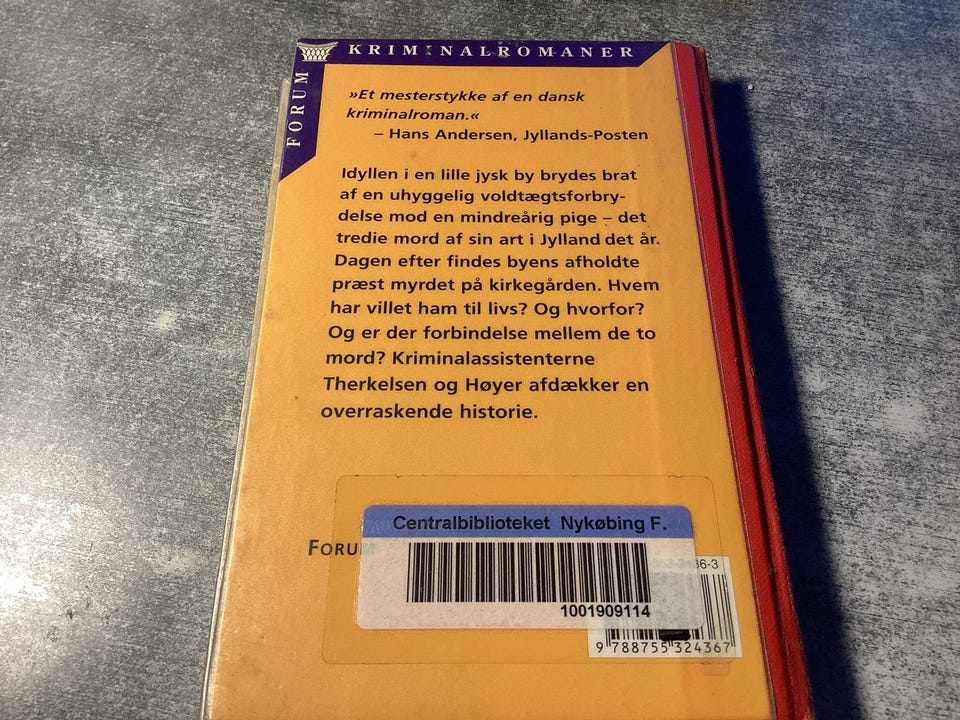 KRIMINALROMANER
FORUM
»Et mesterstykke af en dansk
kriminalroman.«
– Hans Andersen, Jyllands-Posten
Idyllen i en lille jysk by brydes brat
af en uhyggelig voldtægtsforbry-
delse mod en mindreårig pige – det
tredie mord af sin art i Jylland det år.
Dagen efter findes byens afholdte
præst myrdet på kirkegården. Hvem
har villet ham til livs? Og hvorfor?
Og er der forbindelse mellem de to
mord? Kriminalassistenterne
Therkelsen og Høyer afdækker en
overraskende historie.
Centralbiblioteket Nykøbing F.
FORUM
1001909114
9 788755 324367